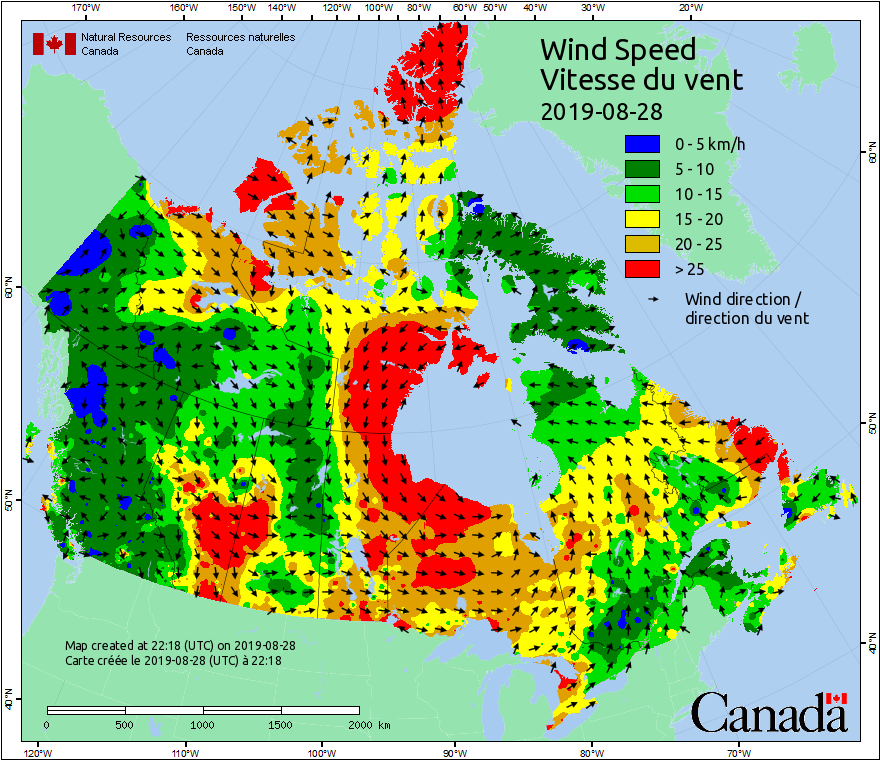 170°W 160°W 150°W 140°W 120°W 100°W 80°W 60°W 50°W 40°W 30°W 20°W
Natural Resources Ressources naturelles
Canada Canada
Wind Speed
Vitesse du vent
2019-08-28
0 - 5 km/h
5 - 10
10 - 15
15 - 20
20 - 25
> 25
Wind direction /
direction du vent
60°N
50°N
40°N
60°N
50°N
40°N
Map created at 22:18 (UTC) on 2019-08-28
Carte créée le 2019-08-28 (UTC) à 22:18
0 500 1000 1500 2000 km
Canada
120°W 110°W 100°W 90°W 80°W 70°W